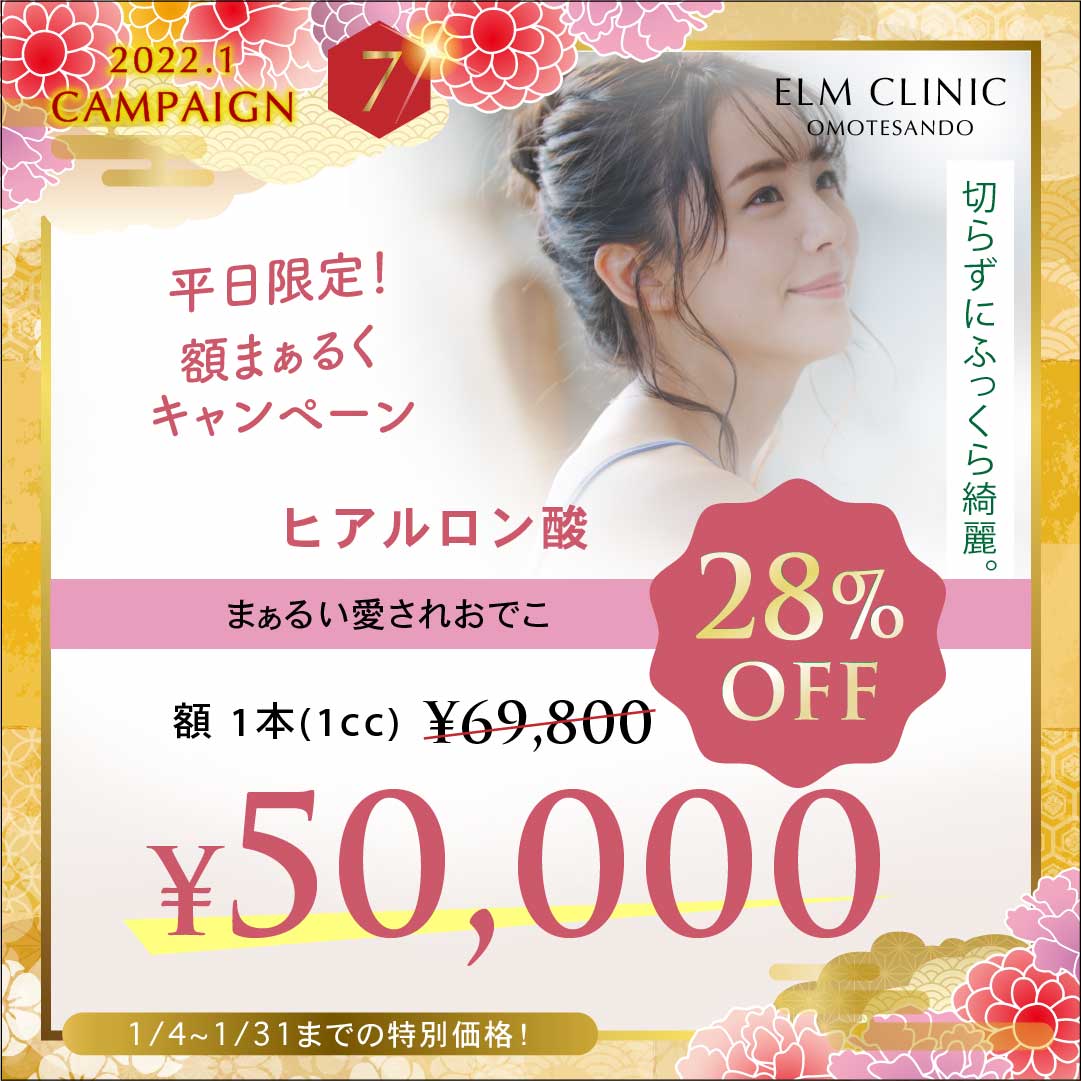 2022.1
CAMPAIGN
7
ELM CLINIC
OMOTESANDO
切らずにふっくら綺麗。
平日限定!
額まぁるく
キャンペーン
ヒアルロン酸
まぁるい愛されおでこ
28%
OFF
額 1本(1cc) ¥69,800
¥50,000
1/4~1/31までの特別価格!